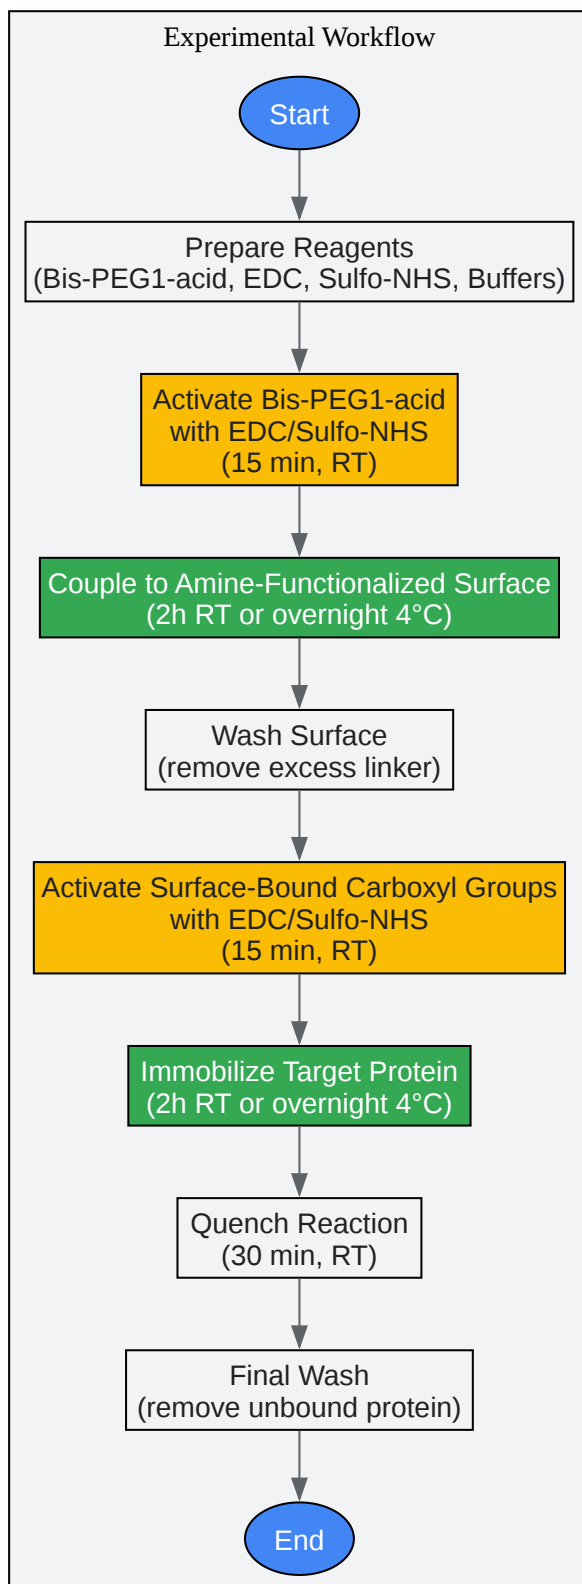 Experimental Workflow
Start
Prepare Reagents
(Bis-PEG1-acid, EDC, Sulfo-NHS, Buffers)
Activate Bis-PEG1-acid
with EDC/Sulfo-NHS
(15 min, RT)
Couple to Amine-Functionalized Surface
(2h RT or overnight 4°C)
Wash Surface
(remove excess linker)
Activate Surface-Bound Carboxyl Groups
with EDC/Sulfo-NHS
(15 min, RT)
Immobilize Target Protein
(2h RT or overnight 4°C)
Quench Reaction
(30 min, RT)
Final Wash
(remove unbound protein)
End